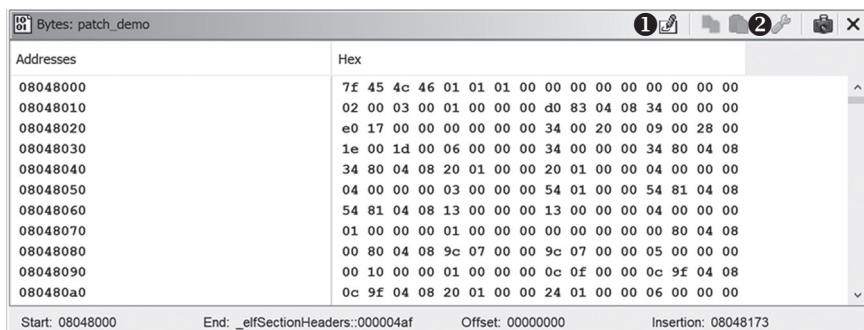 Bytes: patch_demo 1 2
Addresses Hex
08048000 7f 45 4c 46 01 01 01 00 00 00 00 00 00 00 00 00
08048010 02 00 03 00 01 00 00 00 d0 83 04 08 34 00 00 00
08048020 e0 17 00 00 00 00 00 00 34 00 20 00 09 00 28 00
08048030 1e 00 1d 00 06 00 00 00 34 00 00 00 34 80 04 08
08048040 34 80 04 08 20 01 00 00 20 01 00 00 04 00 00 00
08048050 04 00 00 00 03 00 00 00 54 01 00 00 54 81 04 08
08048060 54 81 04 08 13 00 00 00 13 00 00 00 04 00 00 00
08048070 01 00 00 00 01 00 00 00 00 00 00 00 00 80 04 08
08048080 00 80 04 08 9c 07 00 00 9c 07 00 00 05 00 00 00
08048090 00 10 00 00 01 00 00 00 0c 0f 00 00 0c 9f 04 08
080480a0 0c 9f 04 08 20 01 00 00 24 01 00 00 06 00 00 00
Start: 08048000 End: _elfSectionHeaders::000004af Offset: 00000000 Insertion: 08048173